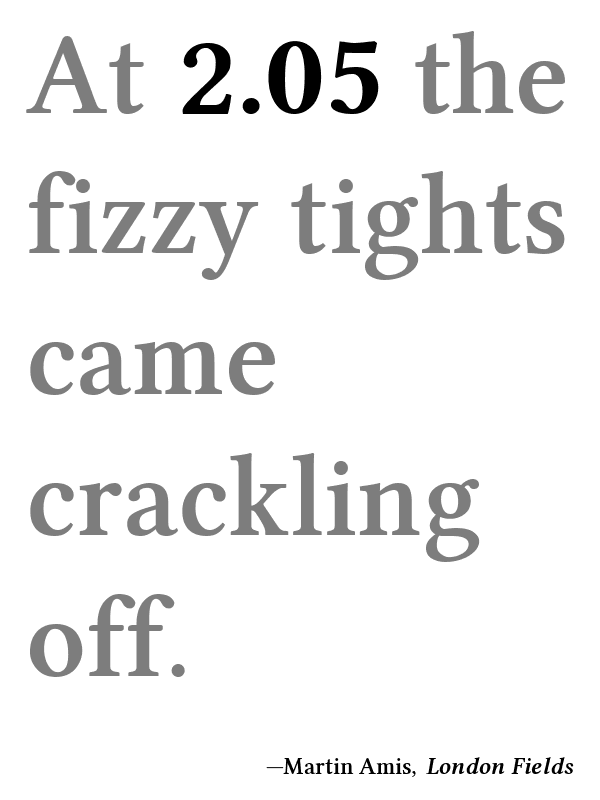 At 2.05 the
fizzy tights
came
crackling
off.
—Martin Amis, London Fields